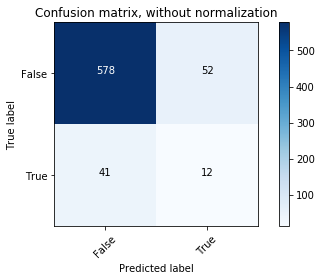 Confusion matrix, without normalization
True label
False
578
52
True
41
12
False
True
Predicted label
500
400
300
200
100